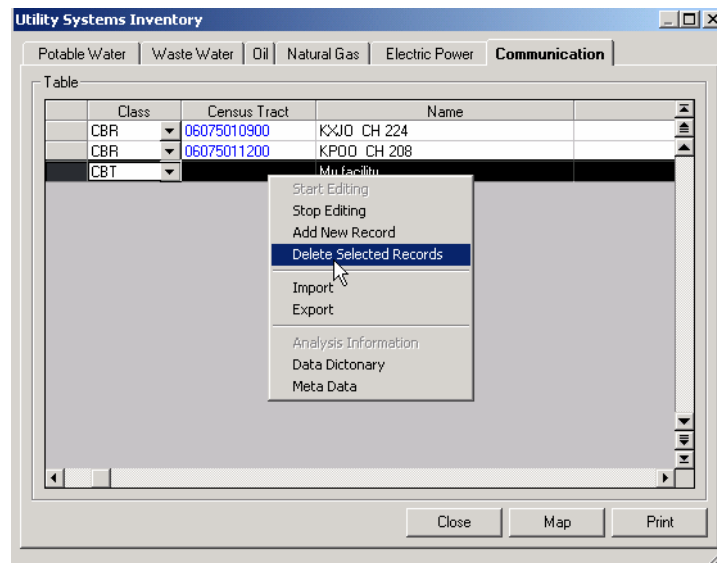 Utility Systems Inventory
Potable Water Waste Water Oil Natural Gas Electric Power Communication
Table
Class Census Tract Name
CBR 06075010900 KXJO CH 224
CBR 06075011200 KPOO CH 208
CBT My facility
Start Editing
Stop Editing
Add New Record
Delete Selected Records
Import
Export
Analysis Information
Data Dictonary
Meta Data
Close Map Print